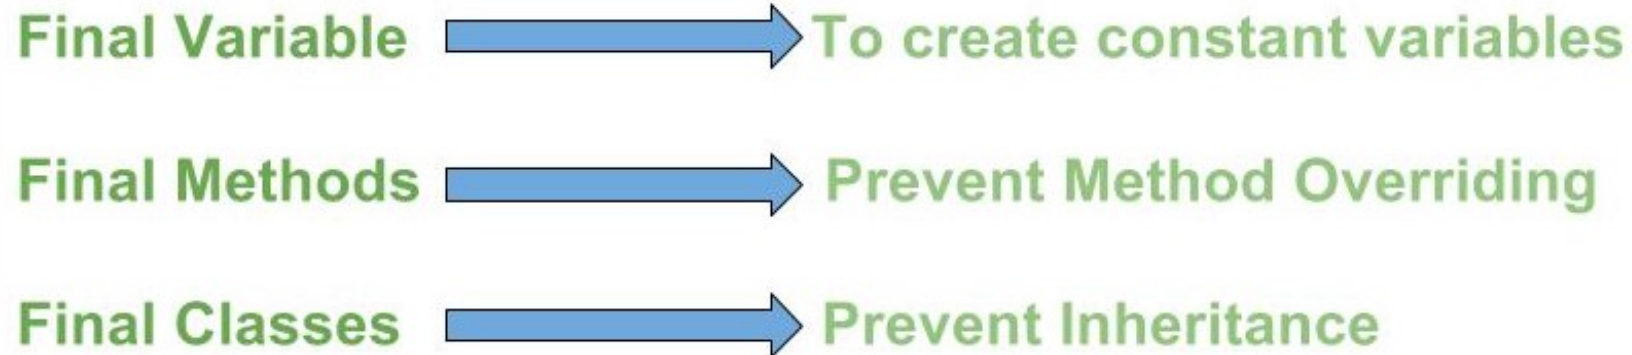 Final Variable To create constant variables
Final Methods Prevent Method Overriding
Final Classes Prevent Inheritance